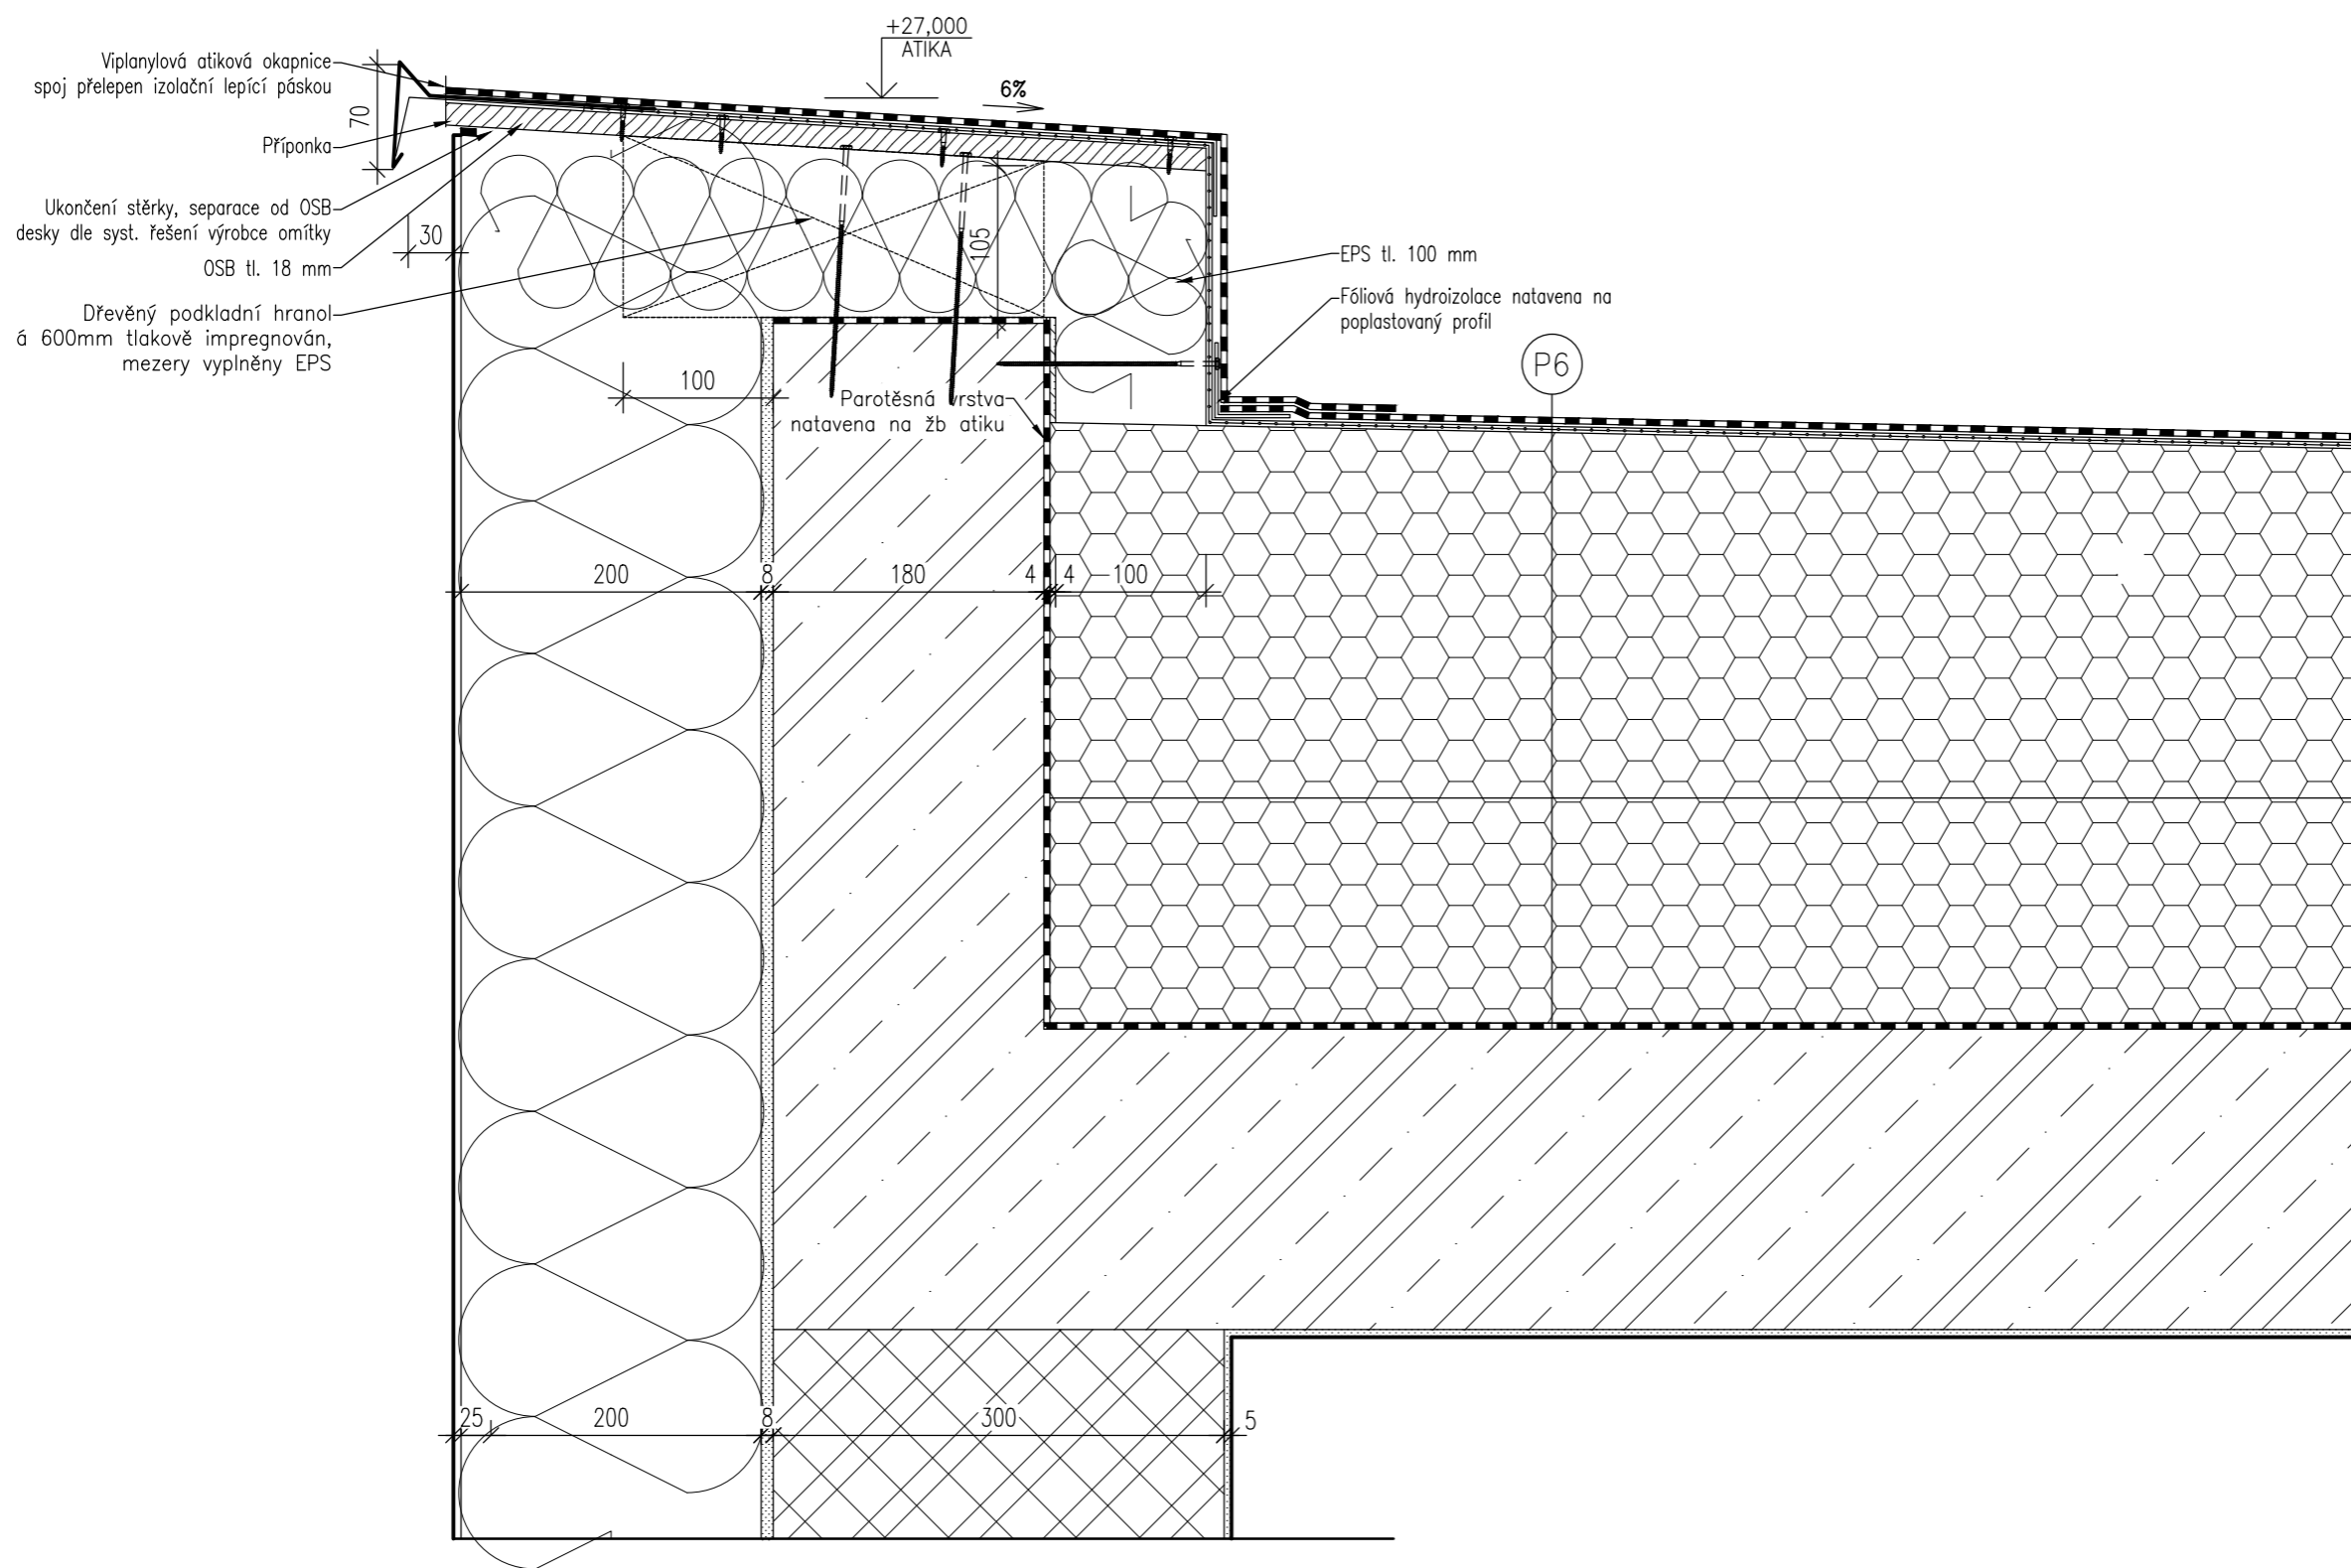 +27,000
ATIKA
6%
Viplanylová atiková okapnice
spoj přelepen izolační lepící páskou
70
Příponka
Ukončení stěrky, separace od OSB
desky dle syst. řešení výrobce omítky
30
OSB tl. 18 mm
Dřevěný podkladní hranol
á 600mm tlakově impregnován,
mezery vyplněny EPS
105
EPS tl. 100 mm
Fóliová hydroizolace natavena na
poplastovaný profil
P6
100
Parotěsná vrstva
natavena na žb atiku
200 8 180 4 4 100
25 200 8 300 5